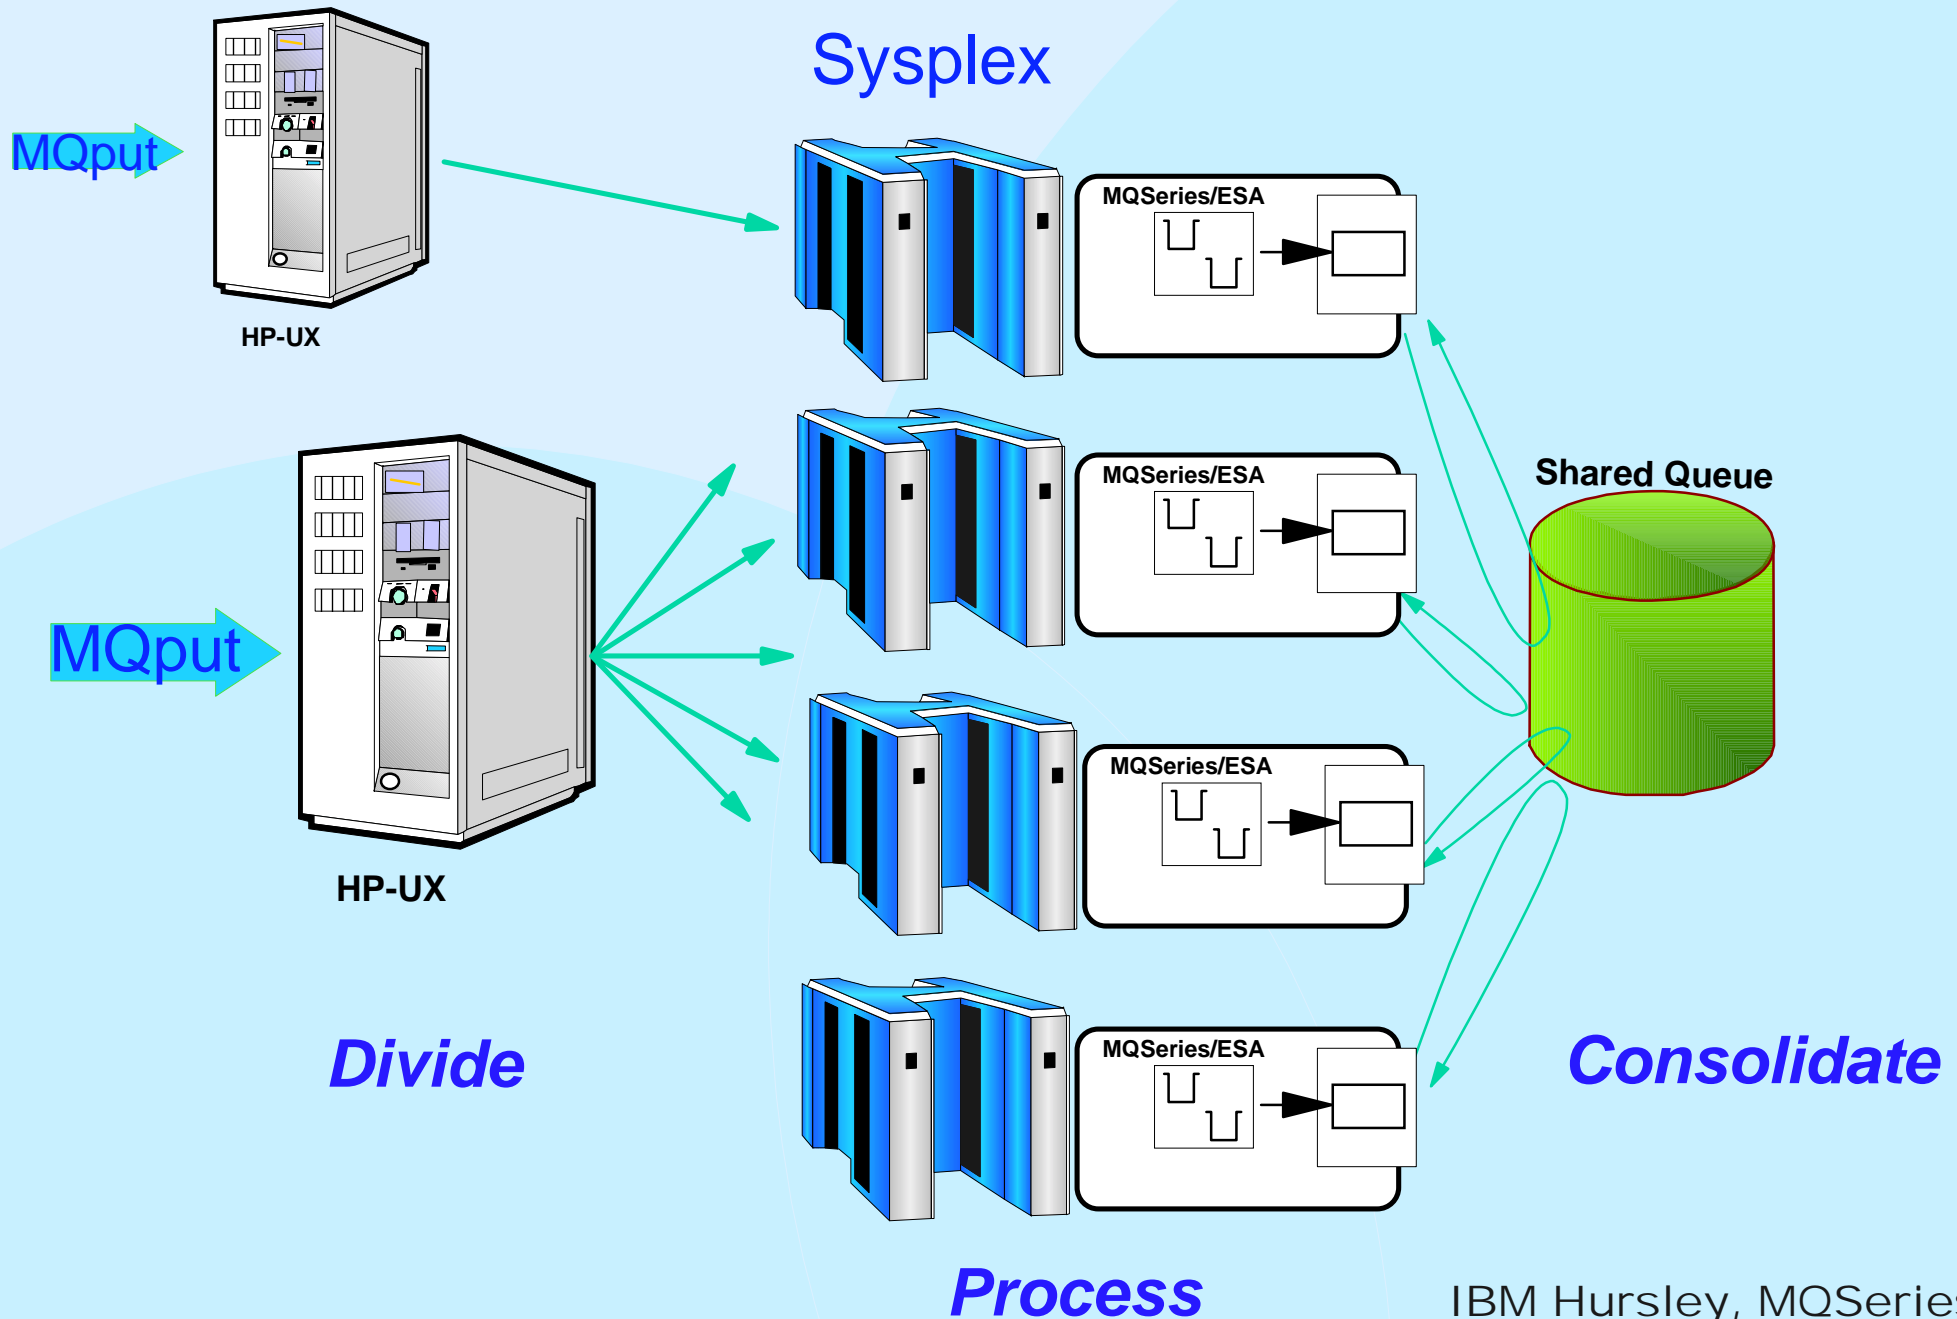 Sysplex
MQput
HP-UX
MQSeries/ESA
MQput
HP-UX
MQSeries/ESA
Shared Queue
MQSeries/ESA
MQSeries/ESA
Divide
Process
Consolidate
IBM Hursley, MQSeries